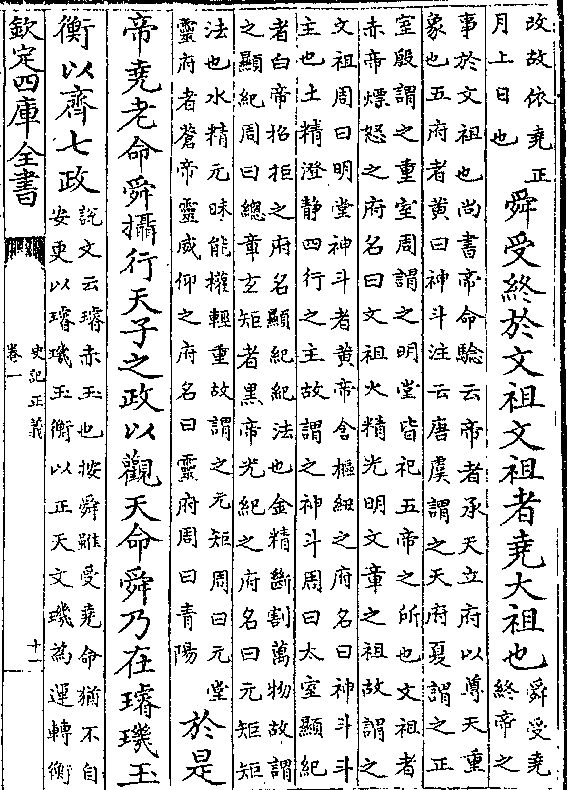 改故依堯正
月上日也
舜受終於文祖文祖者堯大祖也
舜受堯
終帝之
事於文祖也尚書帝命驗云帝者承天立府以尊天重
象也五府者黃曰神斗注云唐虞謂之天府夏謂之正
室殷謂之重室周謂之明堂皆祀五帝之所也文祖者
赤帝熛怒之府名曰文祖火精光明文章之祖故謂之
文祖周曰明堂神斗者黃帝含樞紐之府名曰神斗斗
主也土精澄静四行之主故謂之神斗周曰太室顯紀
者白帝招拒之府名顯紀紀法也金精斷割萬物故謂
之顯紀周曰總章玄矩者黑帝光紀之府名曰元矩矩
法也水精元昧能權輕重故謂之元矩周曰元堂
靈府者蒼帝靈威仰之府名曰靈府周曰青陽
於是
帝堯老命舜攝行天子之政以觀天命舜乃在璿璣玉
衡以齊七政
說文云璿赤玉也按舜雖受堯命猶不自
安更以璿璣玉衡以正天文璣為運轉衡
欽定四庫全書
史記正義
卷一
十一